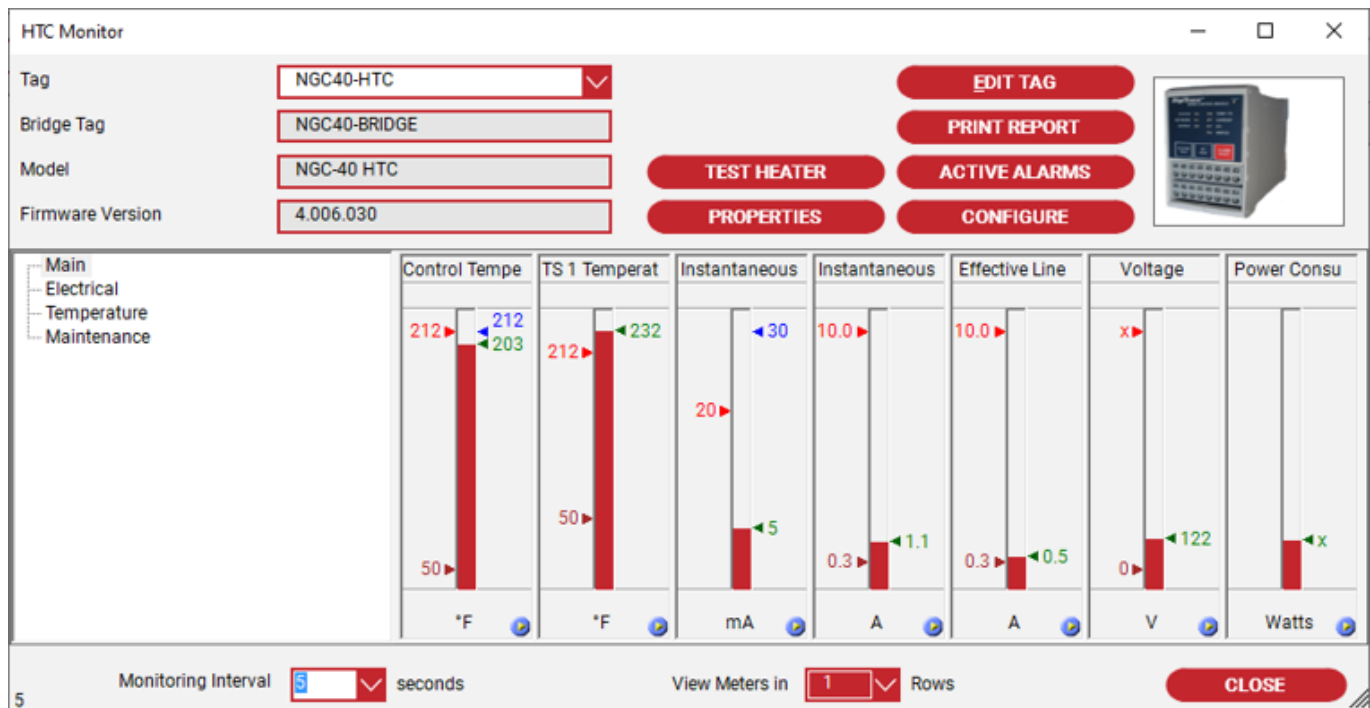 HTC Monitor
Tag
NGC40-HTC
EDIT TAG
Bridge Tag
NGC40-BRIDGE
PRINT REPORT
Model
NGC-40 HTC
TEST HEATER
ACTIVE ALARMS
Firmware Version
4.006.030
PROPERTIES
CONFIGURE
Main
Electrical
Temperature
Maintenance
Control Tempe
212
212
203
50
°F
TS 1 Temperat
232
212
50
°F
Instantaneous
30
20
5
mA
Instantaneous
10.0
1.1
0.3
A
Effective Line
10.0
0.5
0.3
A
Voltage
x
122
0
V
Power Consu
x
Watts
Monitoring Interval
5
seconds
View Meters in
1
Rows
CLOSE
5